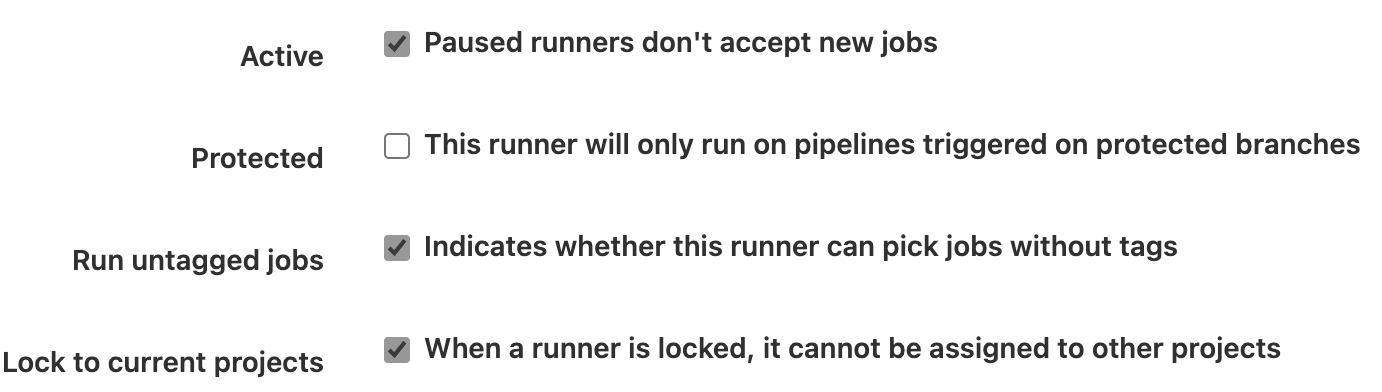 Active Paused runners don't accept new jobs
Protected This runner will only run on pipelines triggered on protected branches
Run untagged jobs Indicates whether this runner can pick jobs without tags
Lock to current projects When a runner is locked, it cannot be assigned to other projects